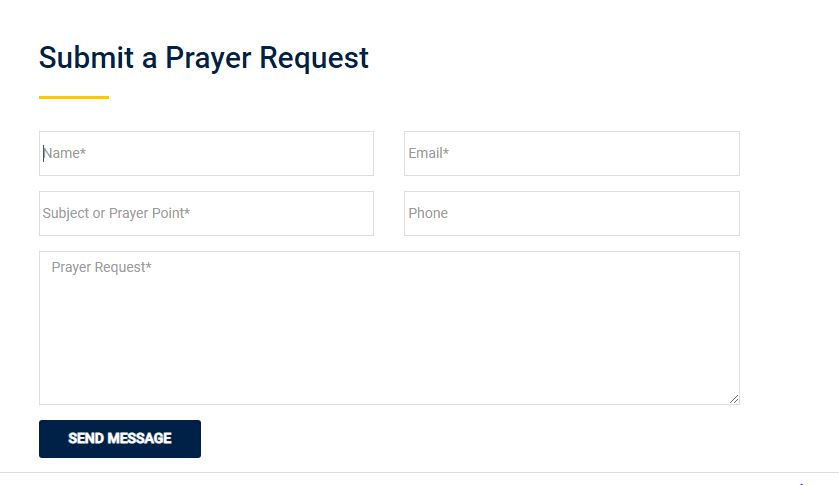 Submit a Prayer Request
Name*
Email*
Subject or Prayer Point*
Phone
Prayer Request*
SEND MESSAGE